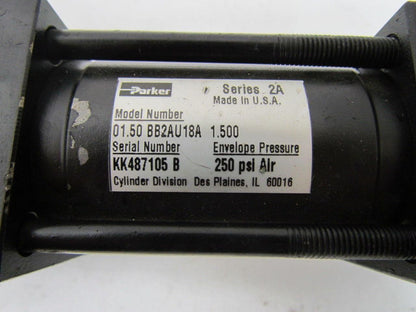 Parker Series 2A
Made in U.S.A.
Model Number
01.50 BB2AU18A 1.500
Serial Number Envelope Pressure
KK487105 B 250 psi Air
Cylinder Division Des Plaines, IL 60016